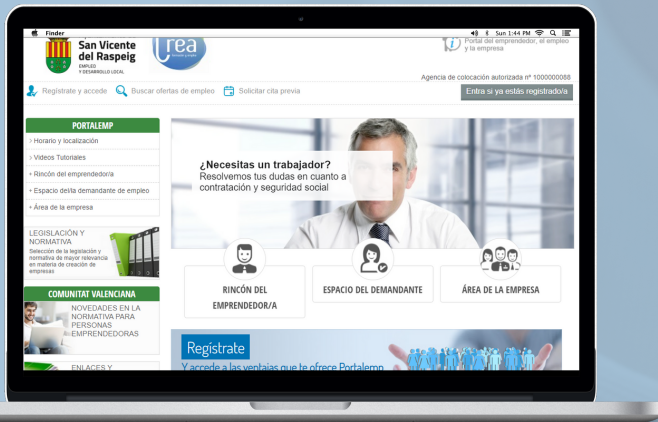 Finder
Sun 1:44 PM
San Vicente
del Raspeig
EMPLEO
Y DESARROLLO LOCAL
rea
Portal del emprendedor, el empleo
y la empresa
Agencia de colocación autorizada nº 1000000088
Regístrate y accede
Buscar ofertas de empleo
Solicitar cita previa
Entra si ya estás registrado/a
PORTALEMP
> Horario y localización
> Videos Tutoriales
+ Rincón del emprendedor/a
+ Espacio del/la demandante de empleo
+ Área de la empresa
¿Necesitas un trabajador?
Resolvemos tus dudas en cuanto a
contratación y seguridad social
LEGISLACIÓN Y
NORMATIVA
Selección de la legislación y
normativa de mayor relevancia
en materia de creación de
empresas
RINCÓN DEL
EMPRENDEDOR/A
ESPACIO DEL DEMANDANTE
ÁREA DE LA EMPRESA
COMUNITAT VALENCIANA
NOVEDADES EN LA
NORMATIVA PARA
PERSONAS
EMPRENDEDORAS
ENLACES Y
Regístrate
Y accede a las ventajas que te ofrece Portalemp